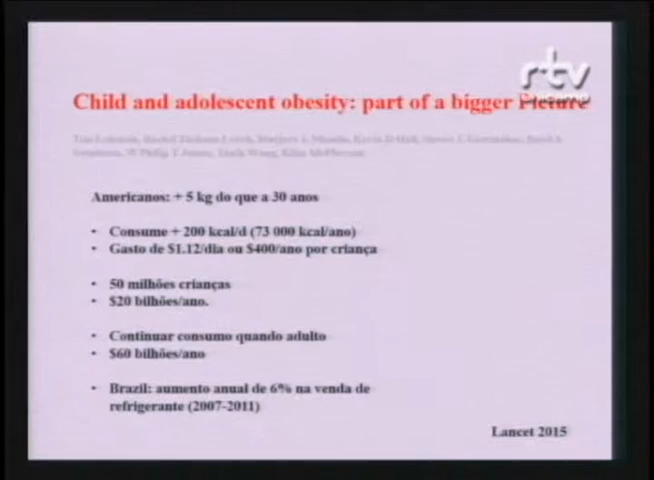 rtv
Child and adolescent obesity: part of a bigger Picture
Americanos: + 5 kg do que a 30 anos
• Consume + 200 kcal/d (73 000 kcal/ano)
• Gasto de $1.12/dia ou $400/ano por criança
• 50 milhões crianças
• $20 bilhões/ano.
• Continuar consumo quando adulto
• $60 bilhões/ano
• Brazil: aumento anual de 6% na venda de
refrigerante (2007-2011)
Lancet 2015